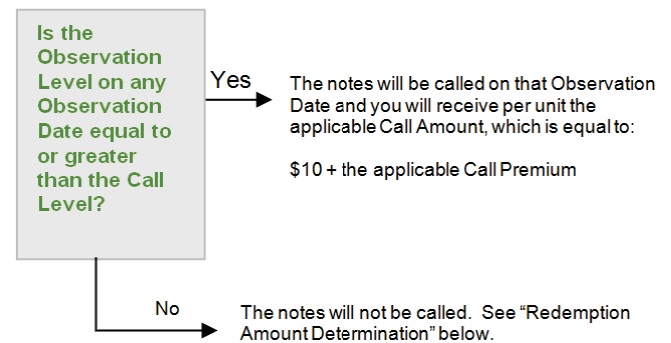 Is the
Observation
Level on any
Observation
Date equal to
or greater
than the Call
Level?
Yes
The notes will be called on that Observation
Date and you will receive per unit the
applicable Call Amount, which is equal to:
$10 + the applicable Call Premium
No
The notes will not be called. See “Redemption
Amount Determination” below.